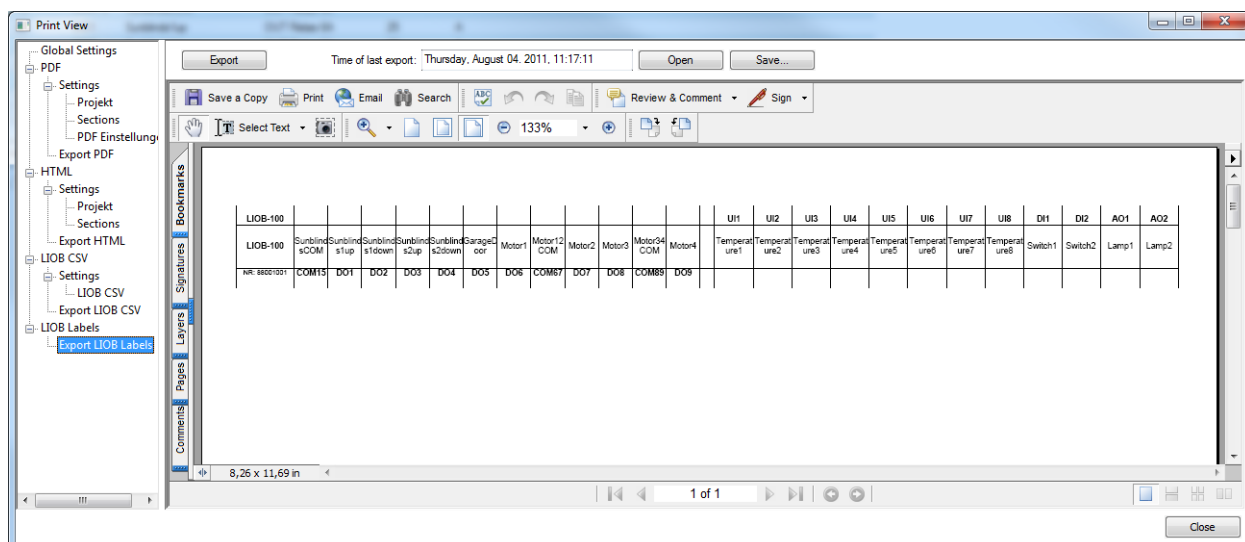 Print View
Global Settings
PDF
Settings
Projekt
Sections
PDF Einstellunge
Export PDF
HTML
Settings
Projekt
Sections
Export HTML
LIOB CSV
Settings
LIOB CSV
Export LIOB CSV
LIOB Labels
Export LIOB Labels
Export Time of last export: Thursday, August 04. 2011, 11:17:11 Open Save...
Save a Copy Print Email Search ABC Review & Comment Sign
Select Text 133%
Bookmarks
Signatures
Layers
Pages
Comments
LIOB-100 UI1 UI2 UI3 UI4 UI5 UI6 UI7 UI8 DI1 DI2 AO1 AO2
LIOB-100 Sunblind Sunblind Sunblind Sunblind Sunblind GarageD Motor1 Motor12 Motor2 Motor3 Motor34 Motor4 Temperat Temperat Temperat Temperat Temperat Temperat Temperat Temperat Switch1 Switch2 Lamp1 Lamp2
sCOM s1up s1down s2up s2down oor COM COM ure1 ure2 ure3 ure4 ure5 ure6 ure7 ure8
NR: 88001001 COM15 DO1 DO2 DO3 DO4 DO5 DO6 COM67 DO7 DO8 COM89 DO9
8,26 x 11,69 in
1 of 1
Close